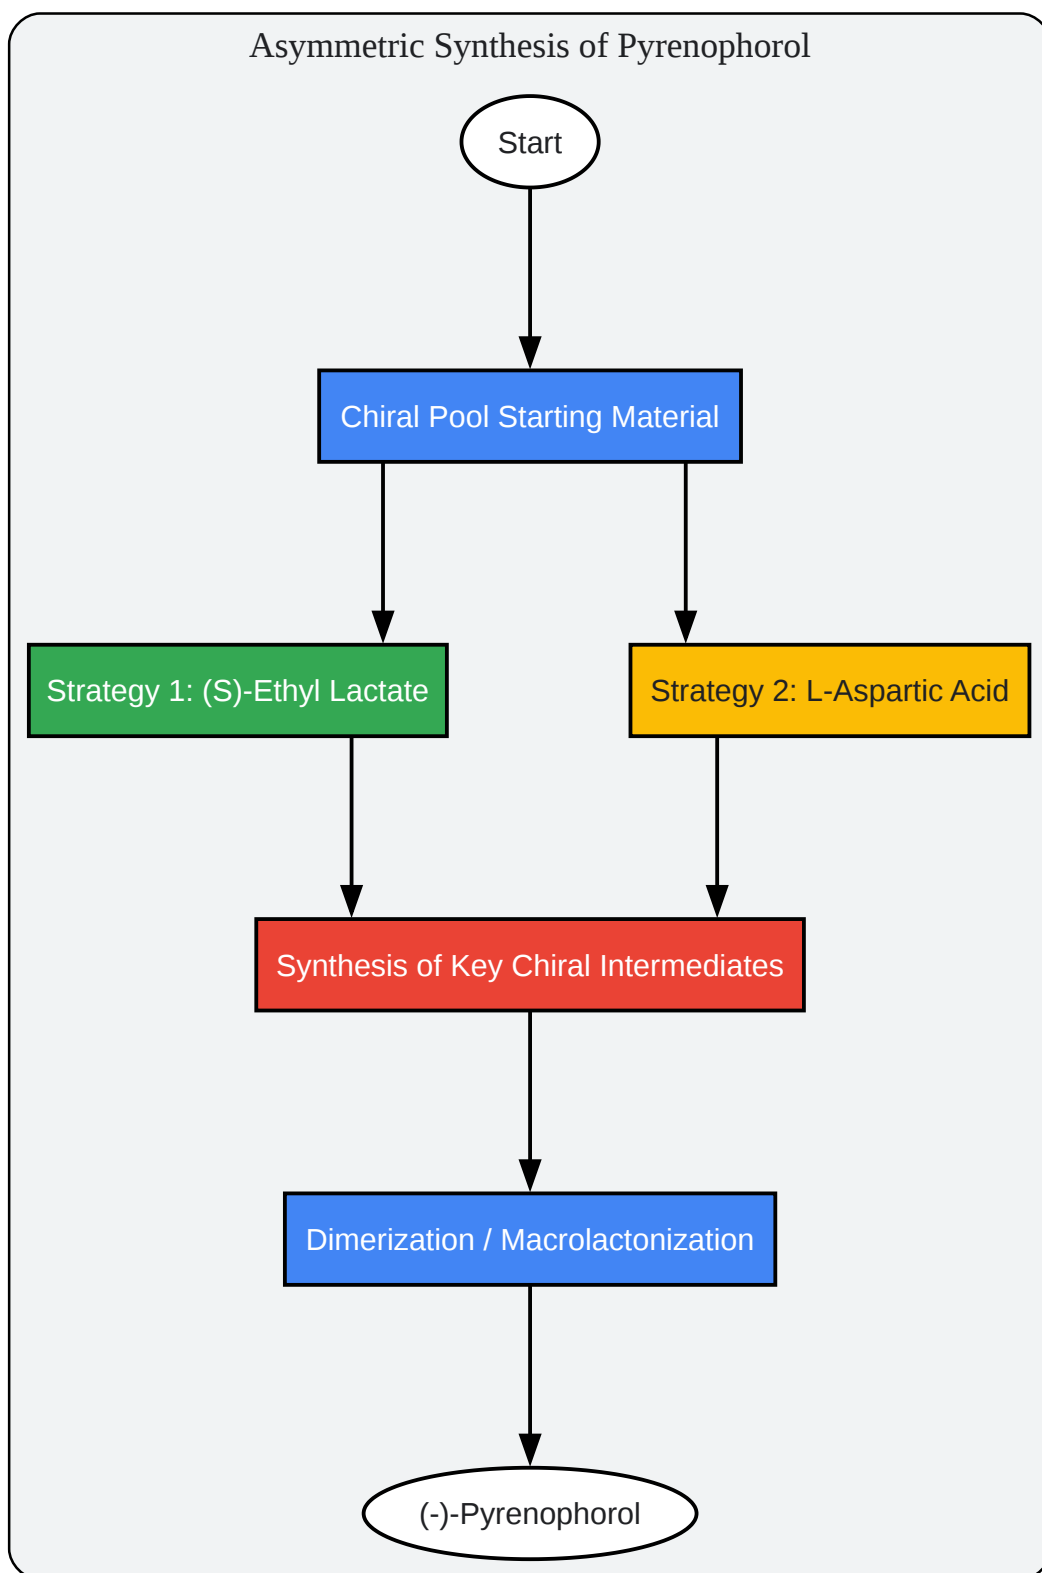 Asymmetric Synthesis of Pyrenophorol
Start
Chiral Pool Starting Material
Strategy 1: (S)-Ethyl Lactate
Strategy 2: L-Aspartic Acid
Synthesis of Key Chiral Intermediates
Dimerization / Macrolactonization
(-)-Pyrenophorol